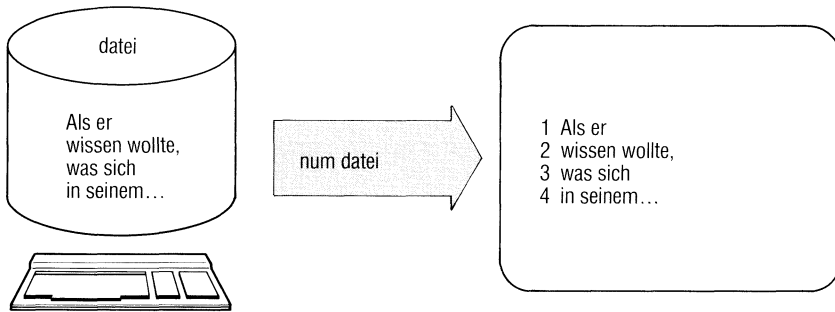 datei
Als er
wissen wollte,
was sich
in seinem...
num datei
1 Als er
2 wissen wollte,
3 was sich
4 in seinem...